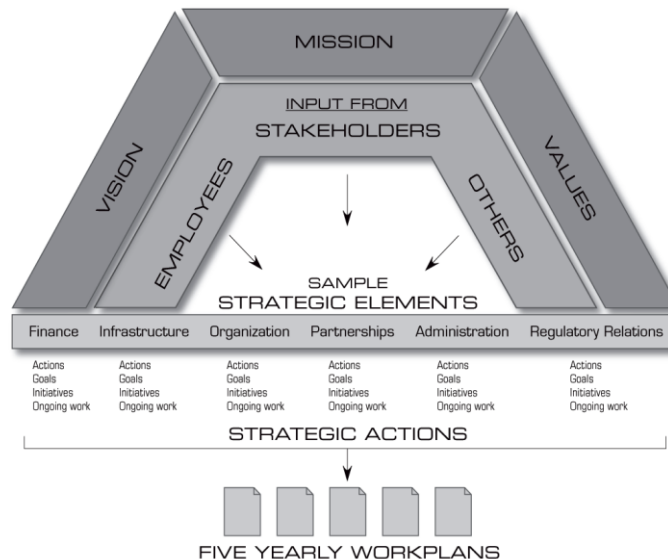 MISSION
VISION
VALUES
INPUT FROM
STAKEHOLDERS
EMPLOYEES
OTHERS
SAMPLE
STRATEGIC ELEMENTS
Finance Infrastructure Organization Partnerships Administration Regulatory Relations
Actions Actions Actions Actions Actions Actions
Goals Goals Goals Goals Goals Goals
Initiatives Initiatives Initiatives Initiatives Initiatives Initiatives
Ongoing work Ongoing work Ongoing work Ongoing work Ongoing work Ongoing work
STRATEGIC ACTIONS
FIVE YEARLY WORKPLANS